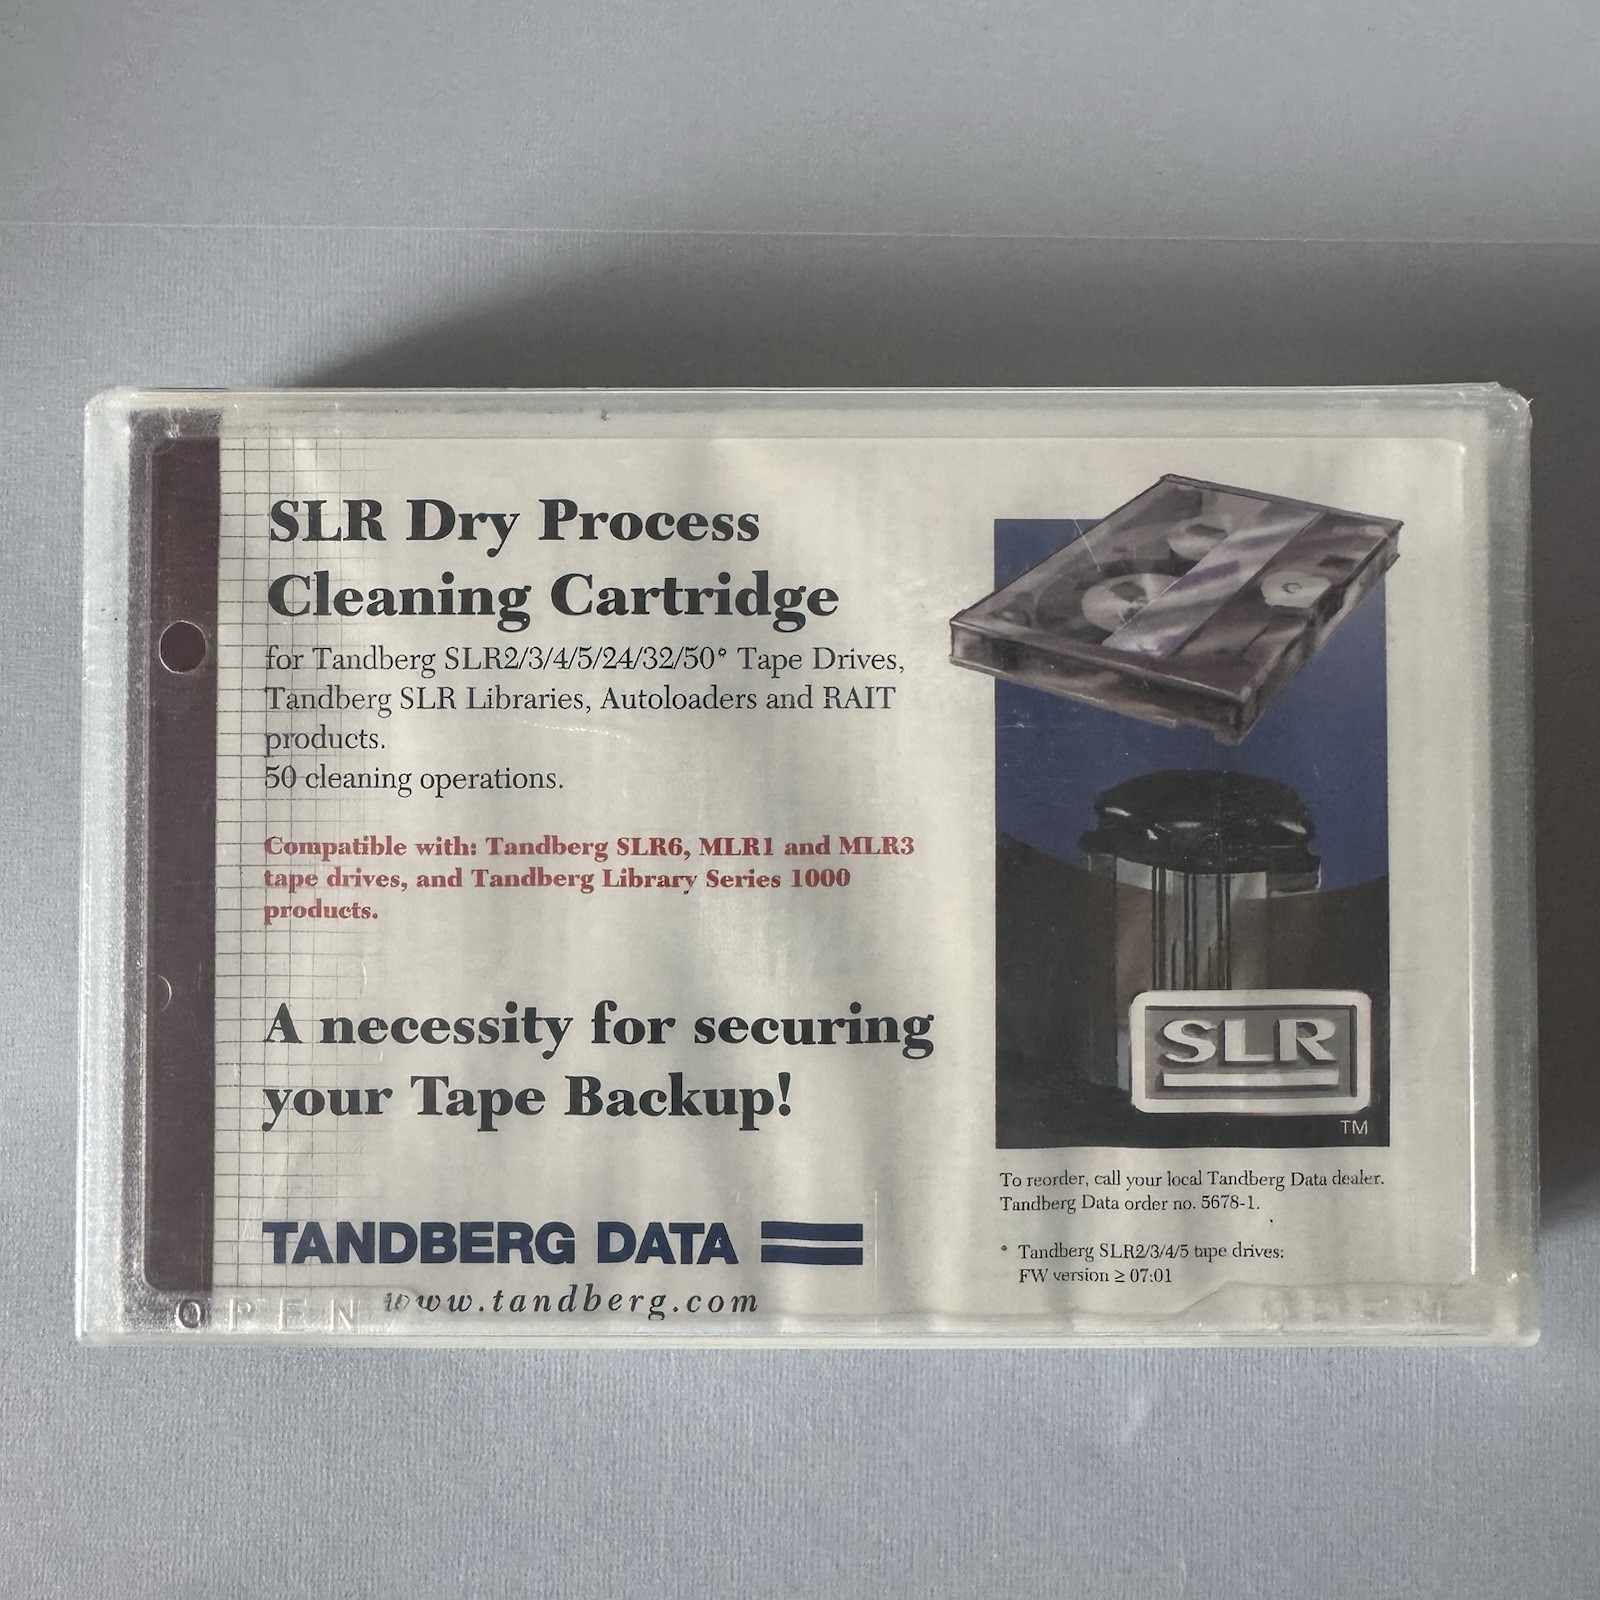 SLR Dry Process
Cleaning Cartridge
for Tandberg SLR2/3/4/5/24/32/50° Tape Drives,
Tandberg SLR Libraries, Autoloaders and RAIT
products.
50 cleaning operations.
Compatible with: Tandberg SLR6, MLR1 and MLR3
tape drives, and Tandberg Library Series 1000
products.
A necessity for securing
your Tape Backup!
TANDBERG DATA
www.tandberg.com
OPEN
SLR
TM
To reorder, call your local Tandberg Data dealer.
Tandberg Data order no. 5678-1.
° Tandberg SLR2/3/4/5 tape drives:
FW version ≥ 07:01